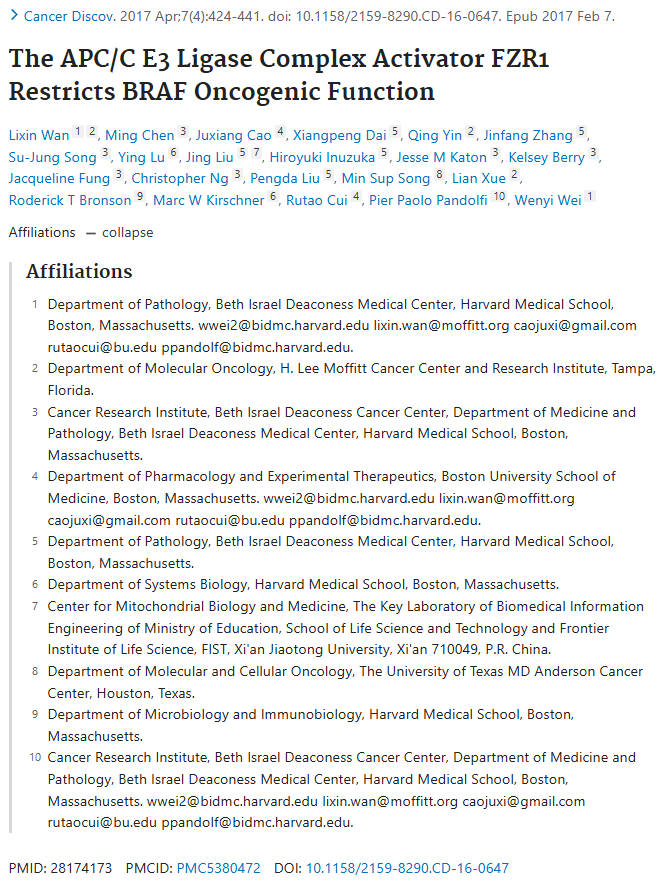 Cancer Discov. 2017 Apr;7(4):424-441. doi: 10.1158/2159-8290.CD-16-0647. Epub 2017 Feb 7.
The APC/C E3 Ligase Complex Activator FZR1
Restricts BRAF Oncogenic Function
Lixin Wan 1 2, Ming Chen 3, Juxiang Cao 4, Xiangpeng Dai 5, Qing Yin 2, Jinfang Zhang 5,
Su-Jung Song 3, Ying Lu 6, Jing Liu 5 7, Hiroyuki Inuzuka 5, Jesse M Katon 3, Kelsey Berry 3,
Jacqueline Fung 3, Christopher Ng 3, Pengda Liu 5, Min Sup Song 8, Lian Xue 2,
Roderick T Bronson 9, Marc W Kirschner 6, Rutao Cui 4, Pier Paolo Pandolfi 10, Wenyi Wei 1
Affiliations — collapse
Affiliations
1 Department of Pathology, Beth Israel Deaconess Medical Center, Harvard Medical School,
Boston, Massachusetts. wwei2@bidmc.harvard.edu lixin.wan@moffitt.org caojuxi@gmail.com
rutaocui@bu.edu ppandolf@bidmc.harvard.edu.
2 Department of Molecular Oncology, H. Lee Moffitt Cancer Center and Research Institute, Tampa,
Florida.
3 Cancer Research Institute, Beth Israel Deaconess Cancer Center, Department of Medicine and
Pathology, Beth Israel Deaconess Medical Center, Harvard Medical School, Boston,
Massachusetts.
4 Department of Pharmacology and Experimental Therapeutics, Boston University School of
Medicine, Boston, Massachusetts. wwei2@bidmc.harvard.edu lixin.wan@moffitt.org
caojuxi@gmail.com rutaocui@bu.edu ppandolf@bidmc.harvard.edu.
5 Department of Pathology, Beth Israel Deaconess Medical Center, Harvard Medical School,
Boston, Massachusetts.
6 Department of Systems Biology, Harvard Medical School, Boston, Massachusetts.
7 Center for Mitochondrial Biology and Medicine, The Key Laboratory of Biomedical Information
Engineering of Ministry of Education, School of Life Science and Technology and Frontier
Institute of Life Science, FIST, Xi'an Jiaotong University, Xi'an 710049, P.R. China.
8 Department of Molecular and Cellular Oncology, The University of Texas MD Anderson Cancer
Center, Houston, Texas.
9 Department of Microbiology and Immunobiology, Harvard Medical School, Boston,
Massachusetts.
10 Cancer Research Institute, Beth Israel Deaconess Cancer Center, Department of Medicine and
Pathology, Beth Israel Deaconess Medical Center, Harvard Medical School, Boston,
Massachusetts. wwei2@bidmc.harvard.edu lixin.wan@moffitt.org caojuxi@gmail.com
rutaocui@bu.edu ppandolf@bidmc.harvard.edu.
PMID: 28174173 PMCID: PMC5380472 DOI: 10.1158/2159-8290.CD-16-0647